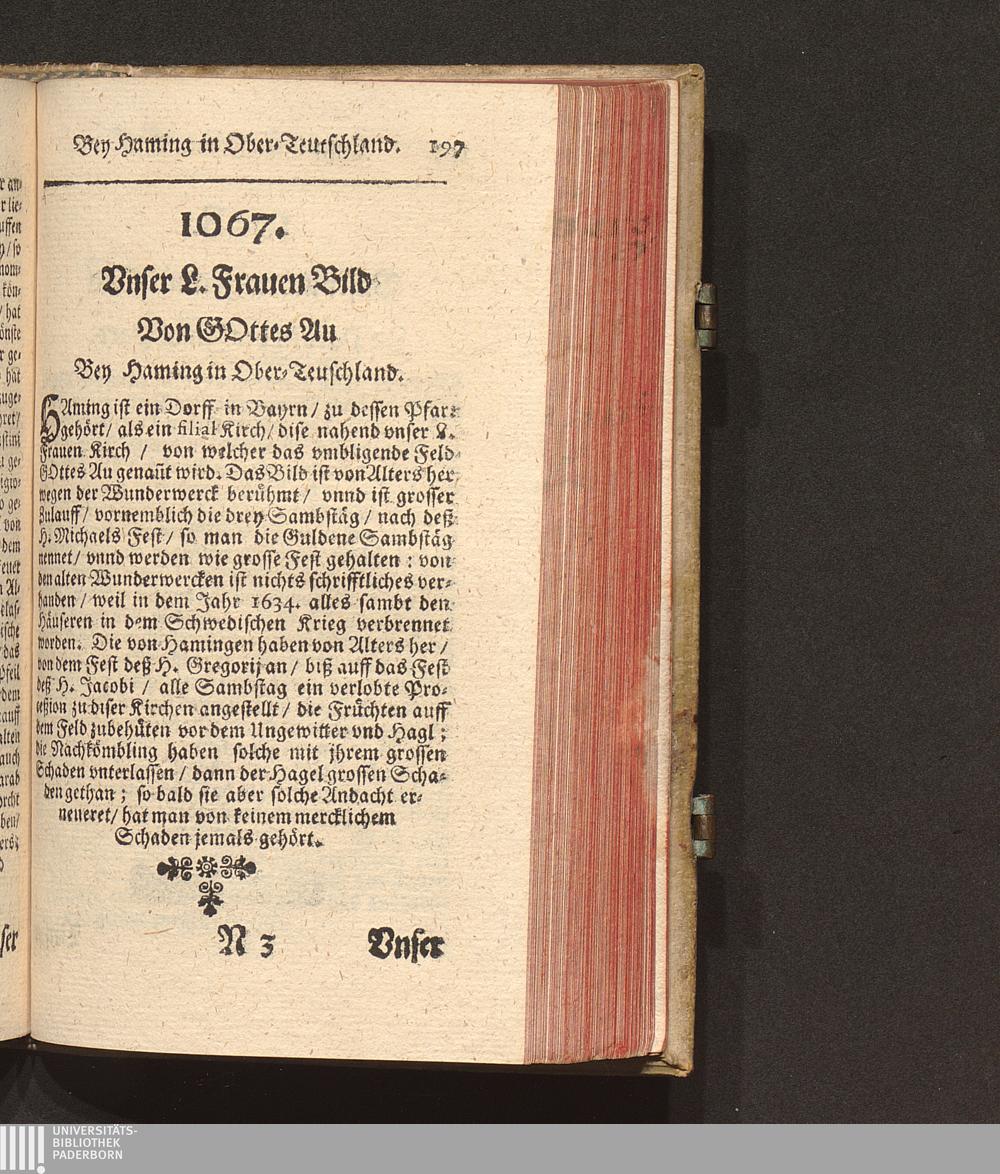 Bey Haming in Ober-Teutschland. 197
1067.
Vnser L. Frauen Bild
Von GOttes Au
Bey Haming in Ober-Teuschland.
HAming ist ein Dorff in Bayrn / zu dessen Pfar-
gehört / als ein filial Kirch / dise nahend vnser L.
Frauen Kirch / von welcher das vmbligende Feld
GOttes Au genañt wird. Das Bild ist von Alters her
wegen der Wunderwerck berühmt / vnnd ist grosser
Zulauff / vornemblich die drey Sambstäg / nach deß
H. Michaels Fest / so man die Guldene Sambstäg
nennet / vnnd werden wie grosse Fest gehalten : von
den alten Wunderwercken ist nichts schrifftliches ver-
handen / weil in dem Jahr 1634. alles sambt den
Häuseren in dem Schwedischen Krieg verbrennet
worden. Die von Hamingen haben von Alters her /
von dem Fest deß H. Gregorij an / biß auff das Fest
deß H. Jacobi / alle Sambstag ein verlobte Pro-
ceßion zu diser Kirchen angestellt / die Früchten auff
dem Feld zubehüten vor dem Ungewitter vnd Hagl ;
die Nachkömbling haben solche mit jhrem grossen
Schaden vnterlassen / dann der Hagel grossen Scha-
den gethan ; so bald sie aber solche Andacht er-
neueret / hat man von keinem mercklichem
Schaden jemals gehört.
N 3 Vnser
UNIVERSITÄTS-
BIBLIOTHEK
PADERBORN